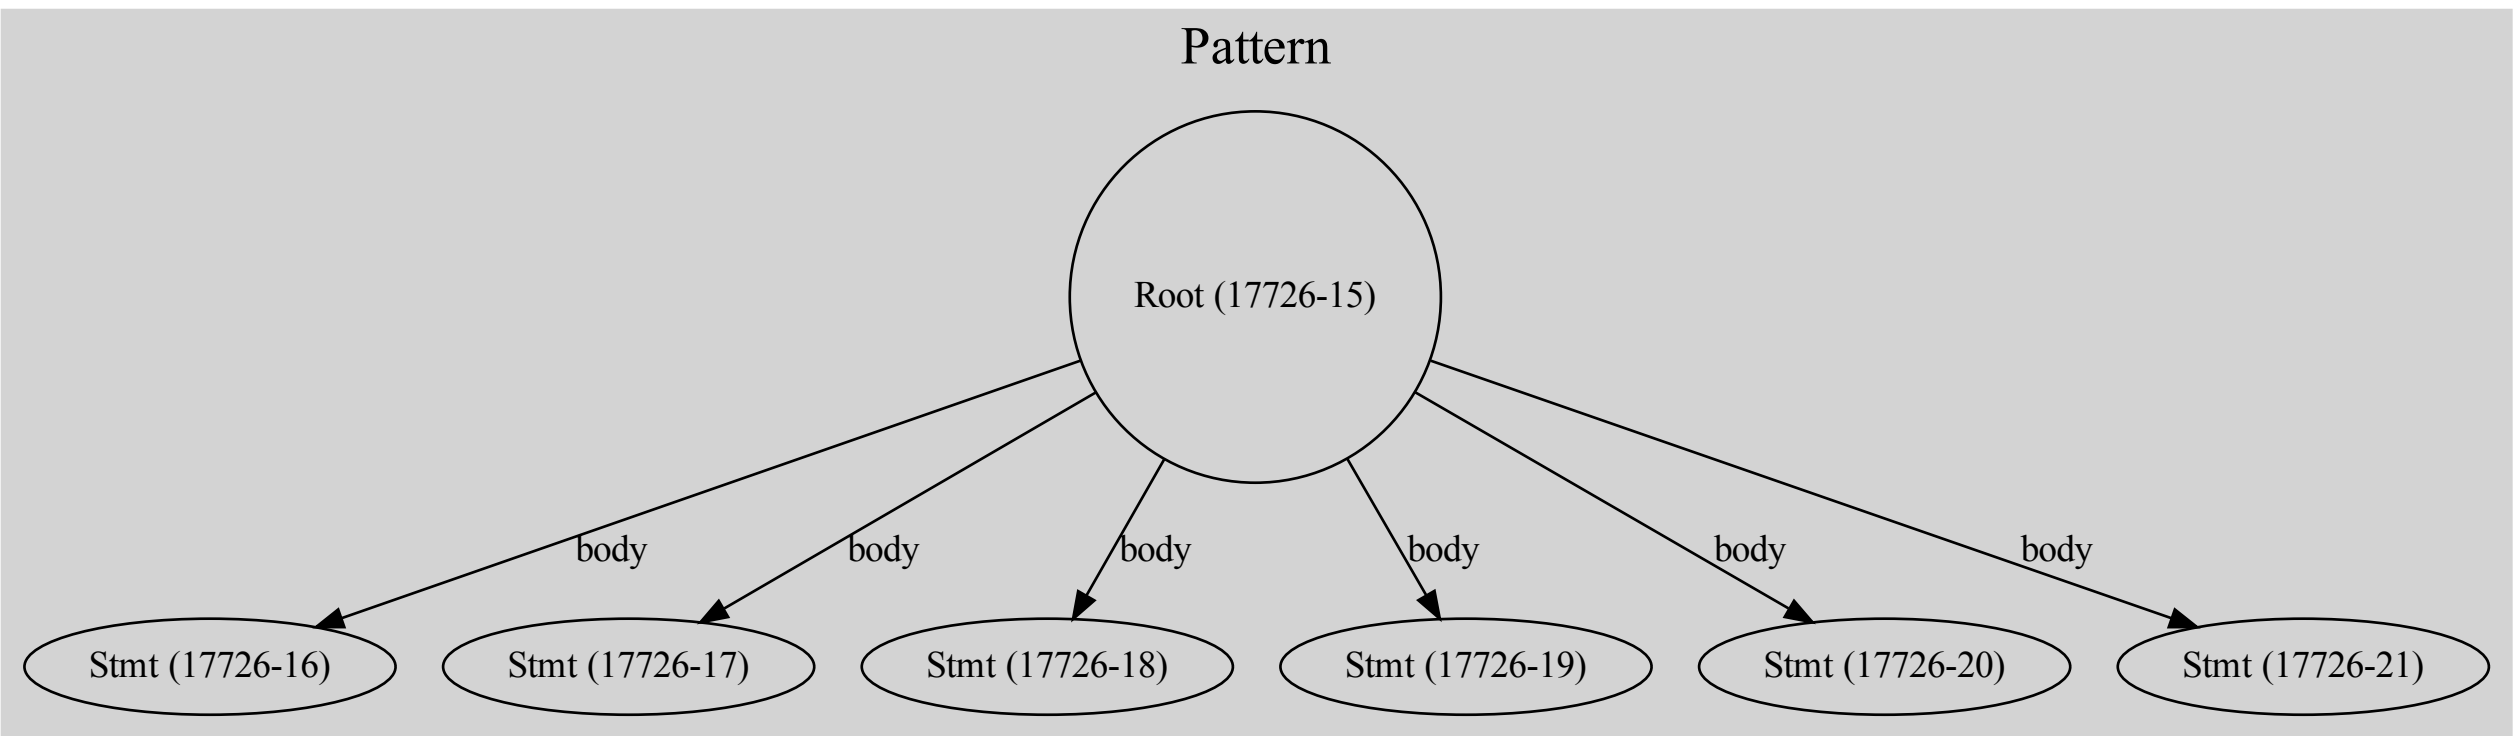 Pattern
Root (17726-15)
body body body body body body
Stmt (17726-16) Stmt (17726-17) Stmt (17726-18) Stmt (17726-19) Stmt (17726-20) Stmt (17726-21)